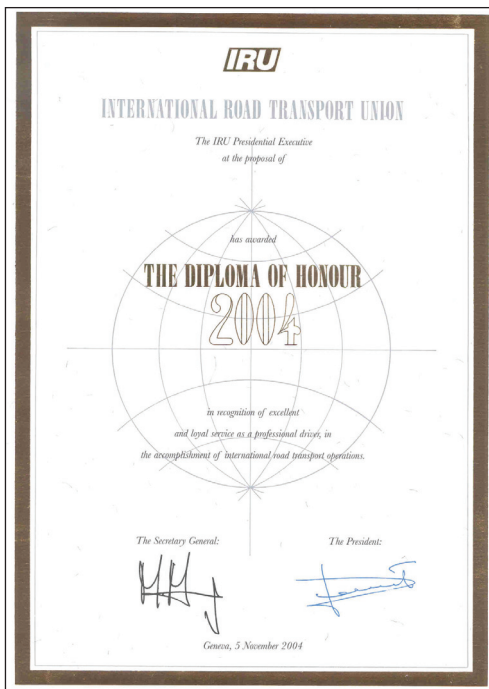 IRU
INTERNATIONAL ROAD TRANSPORT UNION
The IRU Presidential Executive
at the proposal of
has awarded
THE DIPLOMA OF HONOUR
2004
in recognition of excellent
and loyal service as a professional driver, in
the accomplishment of international road transport operations.
The Secretary General: The President:
Geneva, 5 November 2004